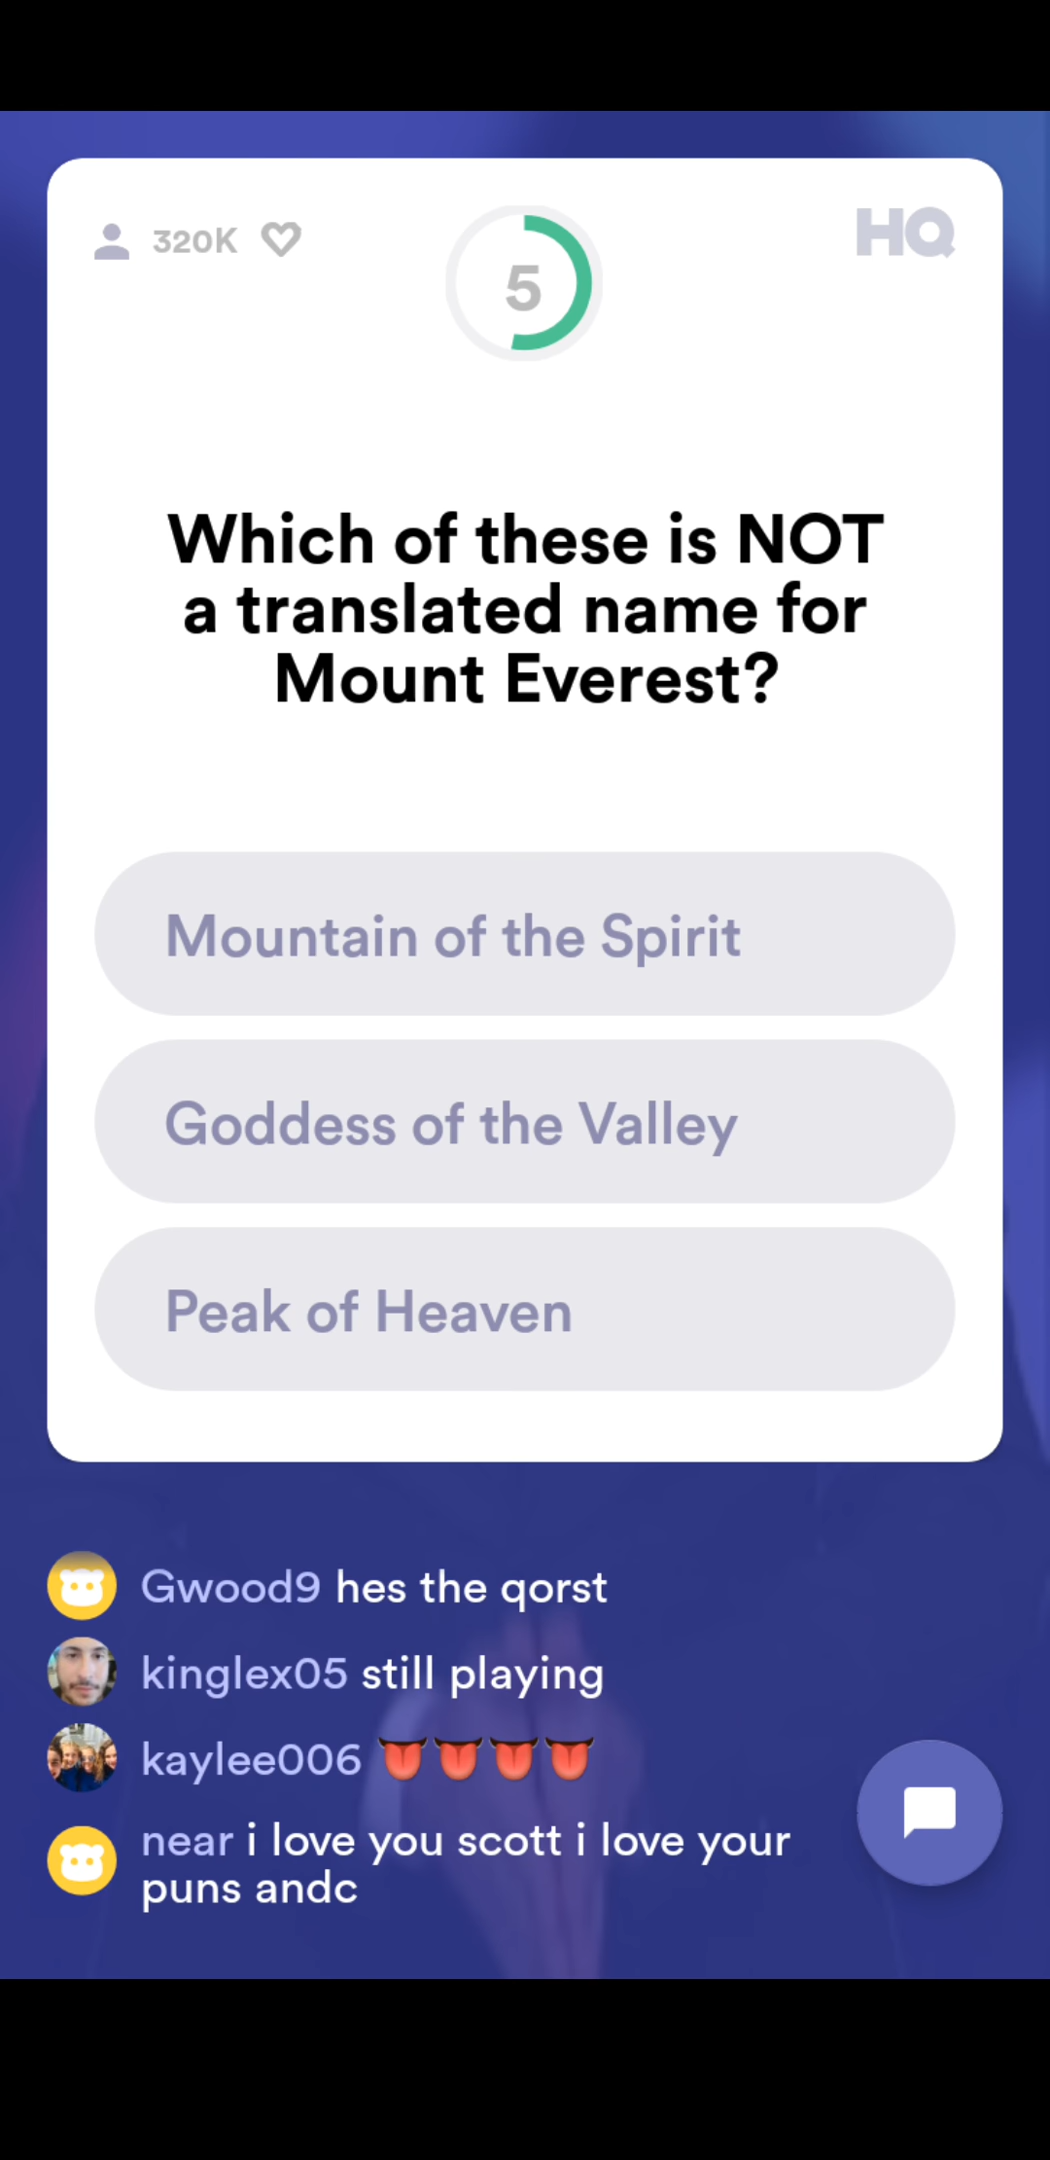 320K
5
HQ
Which of these is NOT
a translated name for
Mount Everest?
Mountain of the Spirit
Goddess of the Valley
Peak of Heaven
Gwood9 hes the qorst
kinglex05 still playing
kaylee006 👅👅👅👅
near i love you scott i love your
puns andc